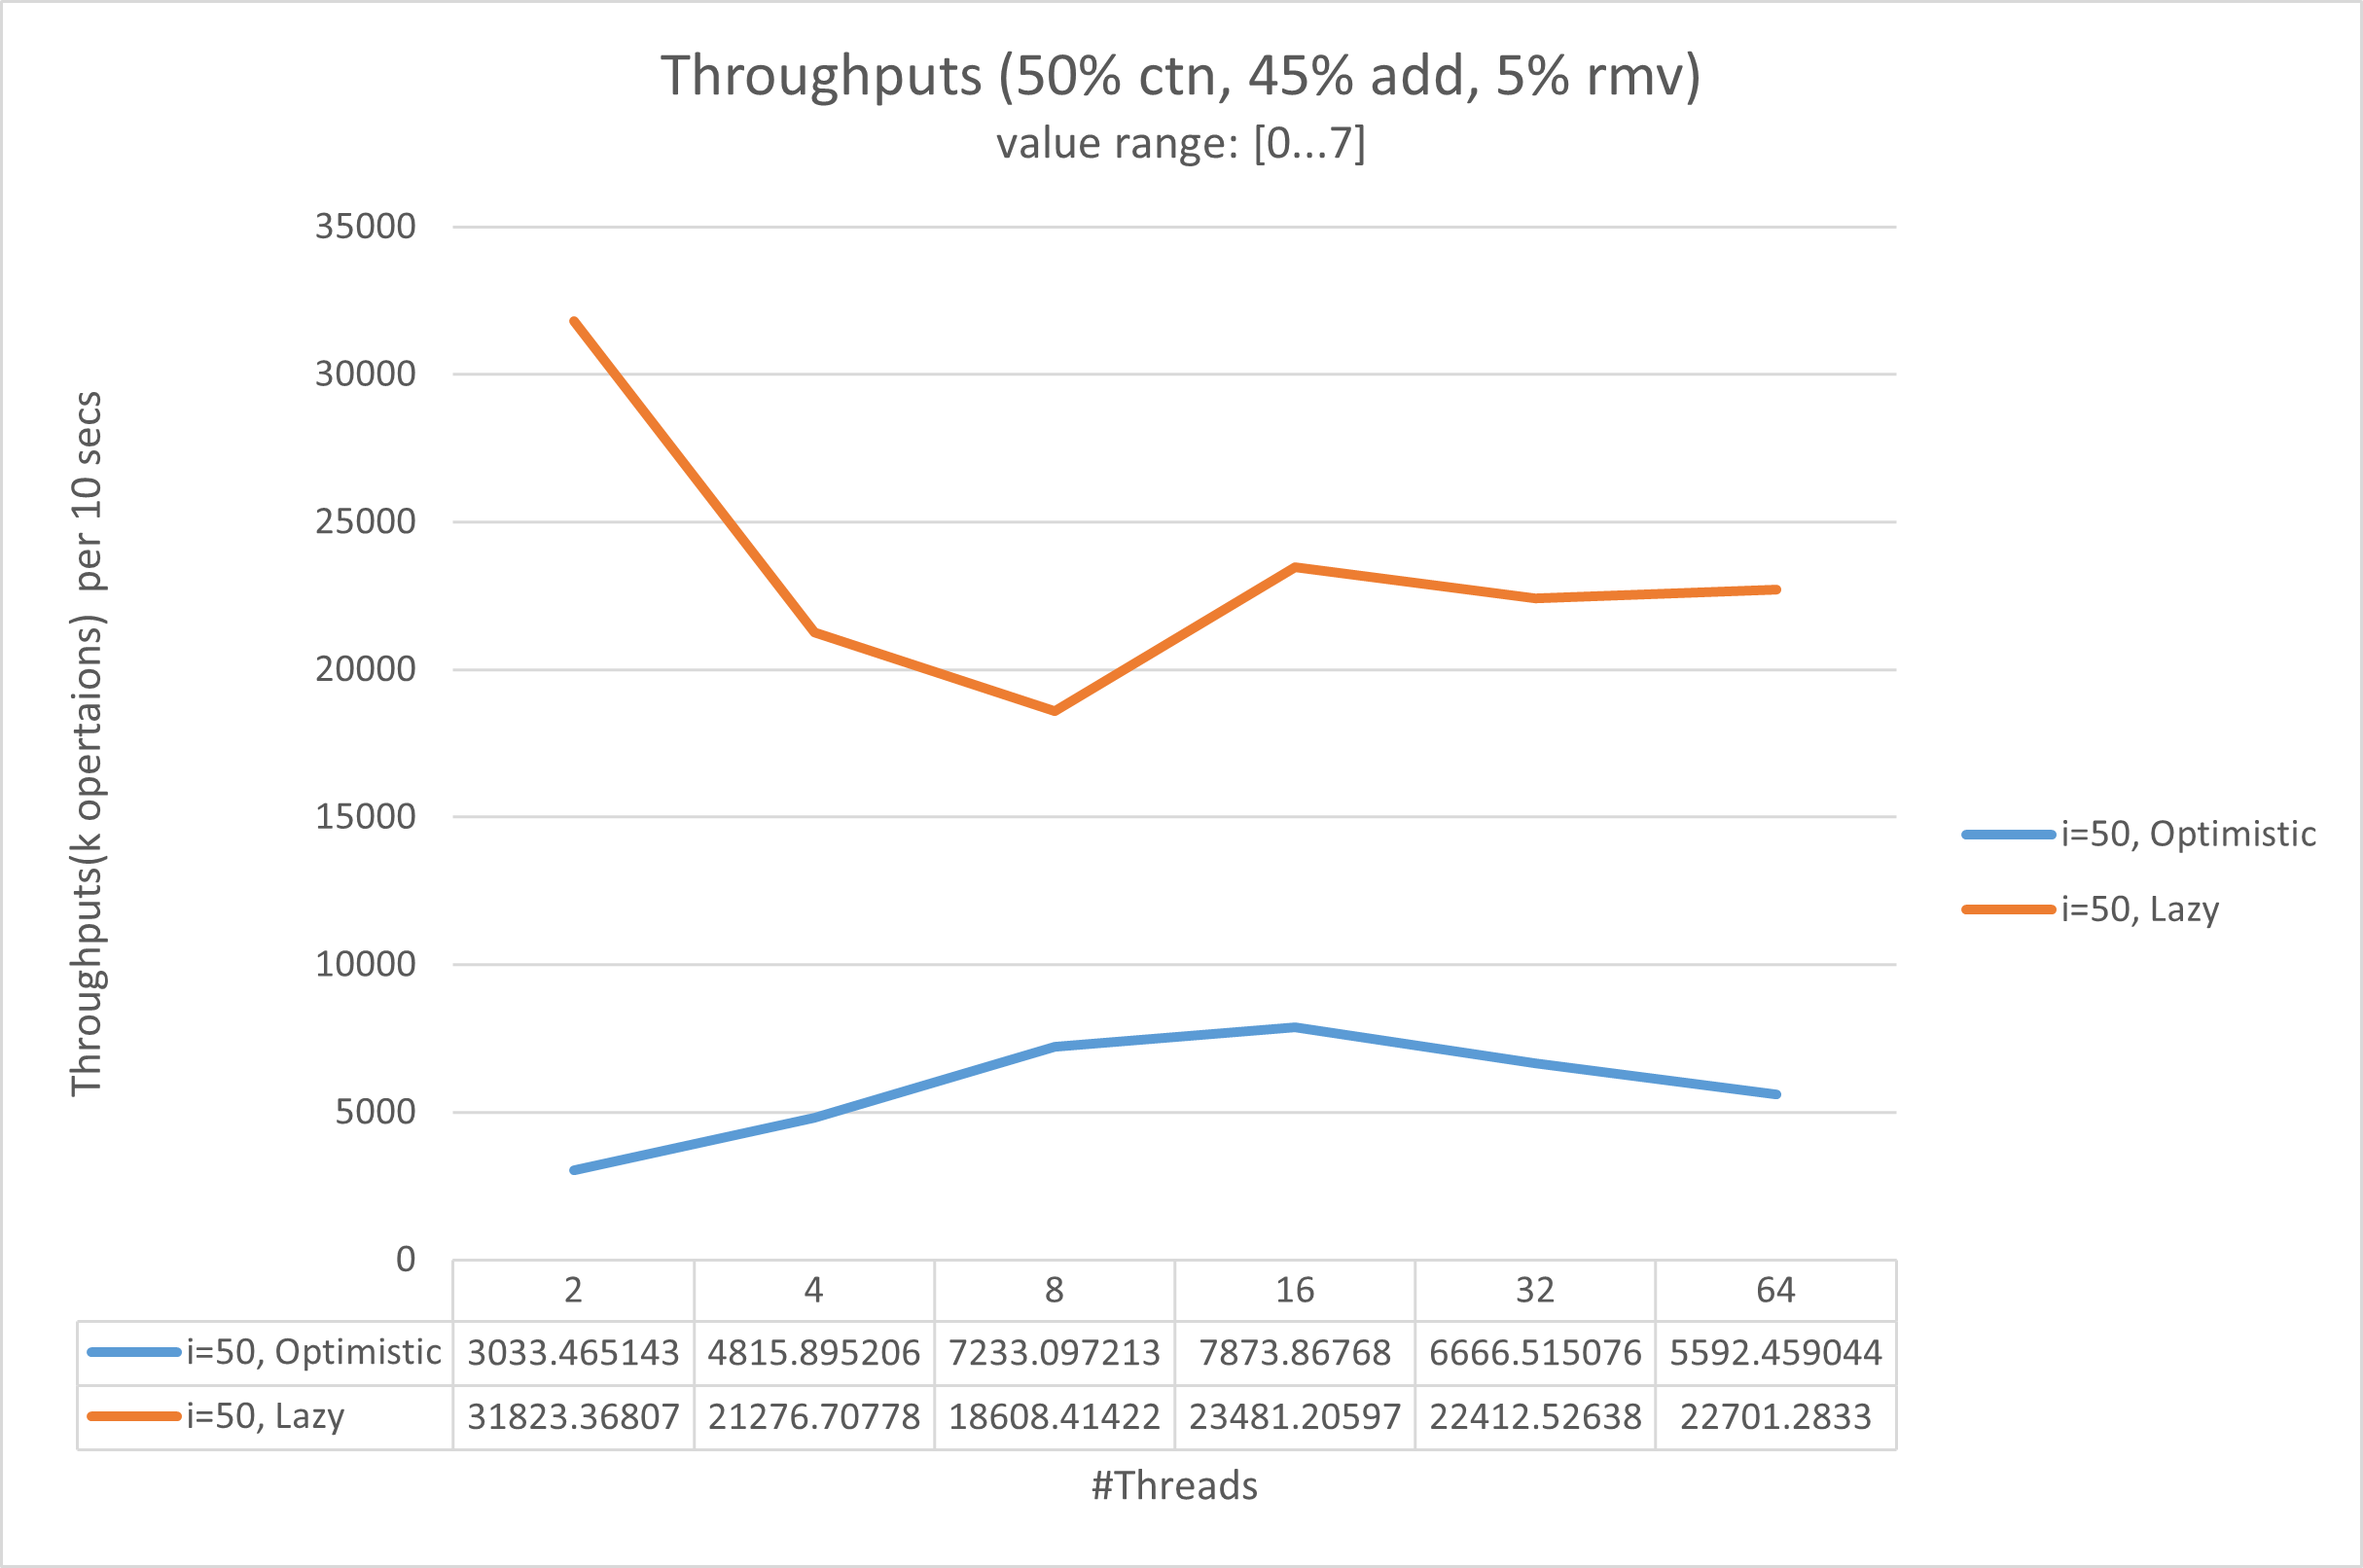 Throughputs (50% ctn, 45% add, 5% rmv)
value range: [0...7]
Throughputs(k opertaions)  per 10 secs
35000
30000
25000
20000
15000
10000
5000
0
i=50, Optimistic
i=50, Lazy
2 4 8 16 32 64
i=50, Optimistic 3033.465143 4815.895206 7233.097213 7873.86768 6666.515076 5592.459044
i=50, Lazy 31823.36807 21276.70778 18608.41422 23481.20597 22412.52638 22701.2833
#Threads